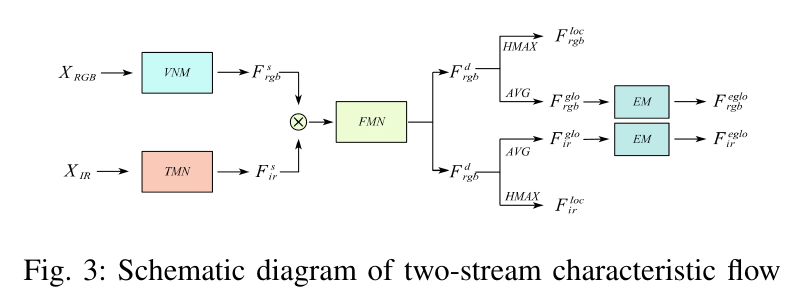 X_{RGB} VNM F^{s}_{rgb}
X_{IR} TMN F^{s}_{ir}
⊗ FMN
F^{d}_{rgb} HMAX F^{loc}_{rgb}
AVG F^{glo}_{rgb} EM F^{eglo}_{rgb}
F^{d}_{rgb} AVG F^{glo}_{ir} EM F^{eglo}_{ir}
HMAX F^{loc}_{ir}
Fig. 3: Schematic diagram of two-stream characteristic flow